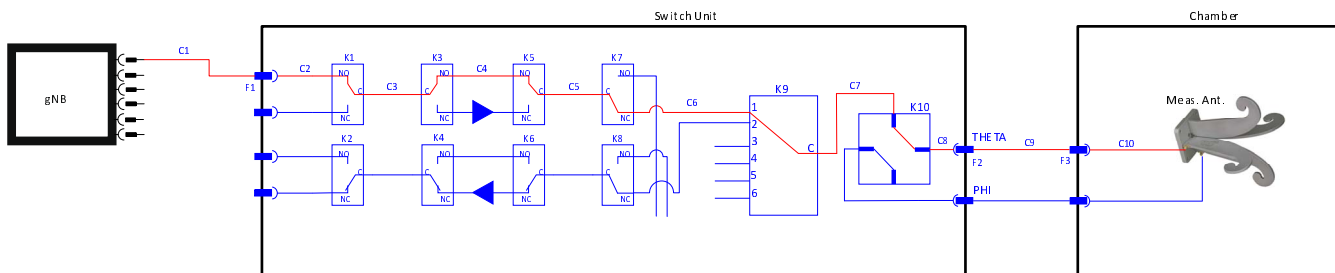 Switch Unit
Chamber
gNB
C1
F1
C2
K1
NO
C
NC
C3
K3
NO
C
NC
C4
K5
NO
C
NC
C5
K7
NO
C
NC
C6
K2
NO
C
NC
K4
NO
C
NC
K6
NO
C
NC
K8
NO
C
NC
K9
1
2
3
4
5
6
C
C7
K10
C8
THETA
F2
PHI
C9
F3
C10
Meas. Ant.